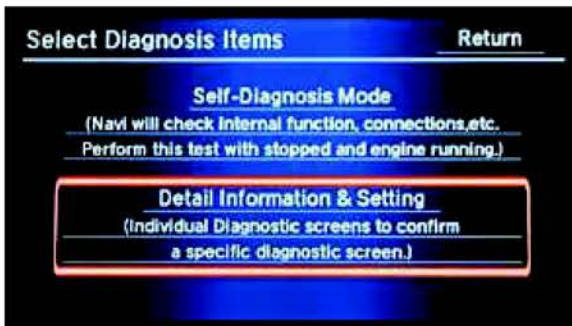 Select Diagnosis Items
Return
Self-Diagnosis Mode
(Navi will check Internal function, connections,etc.
Perform this test with stopped and engine running.)
Detail Information & Setting
(Individual Diagnostic screens to confirm
a specific diagnostic screen.)